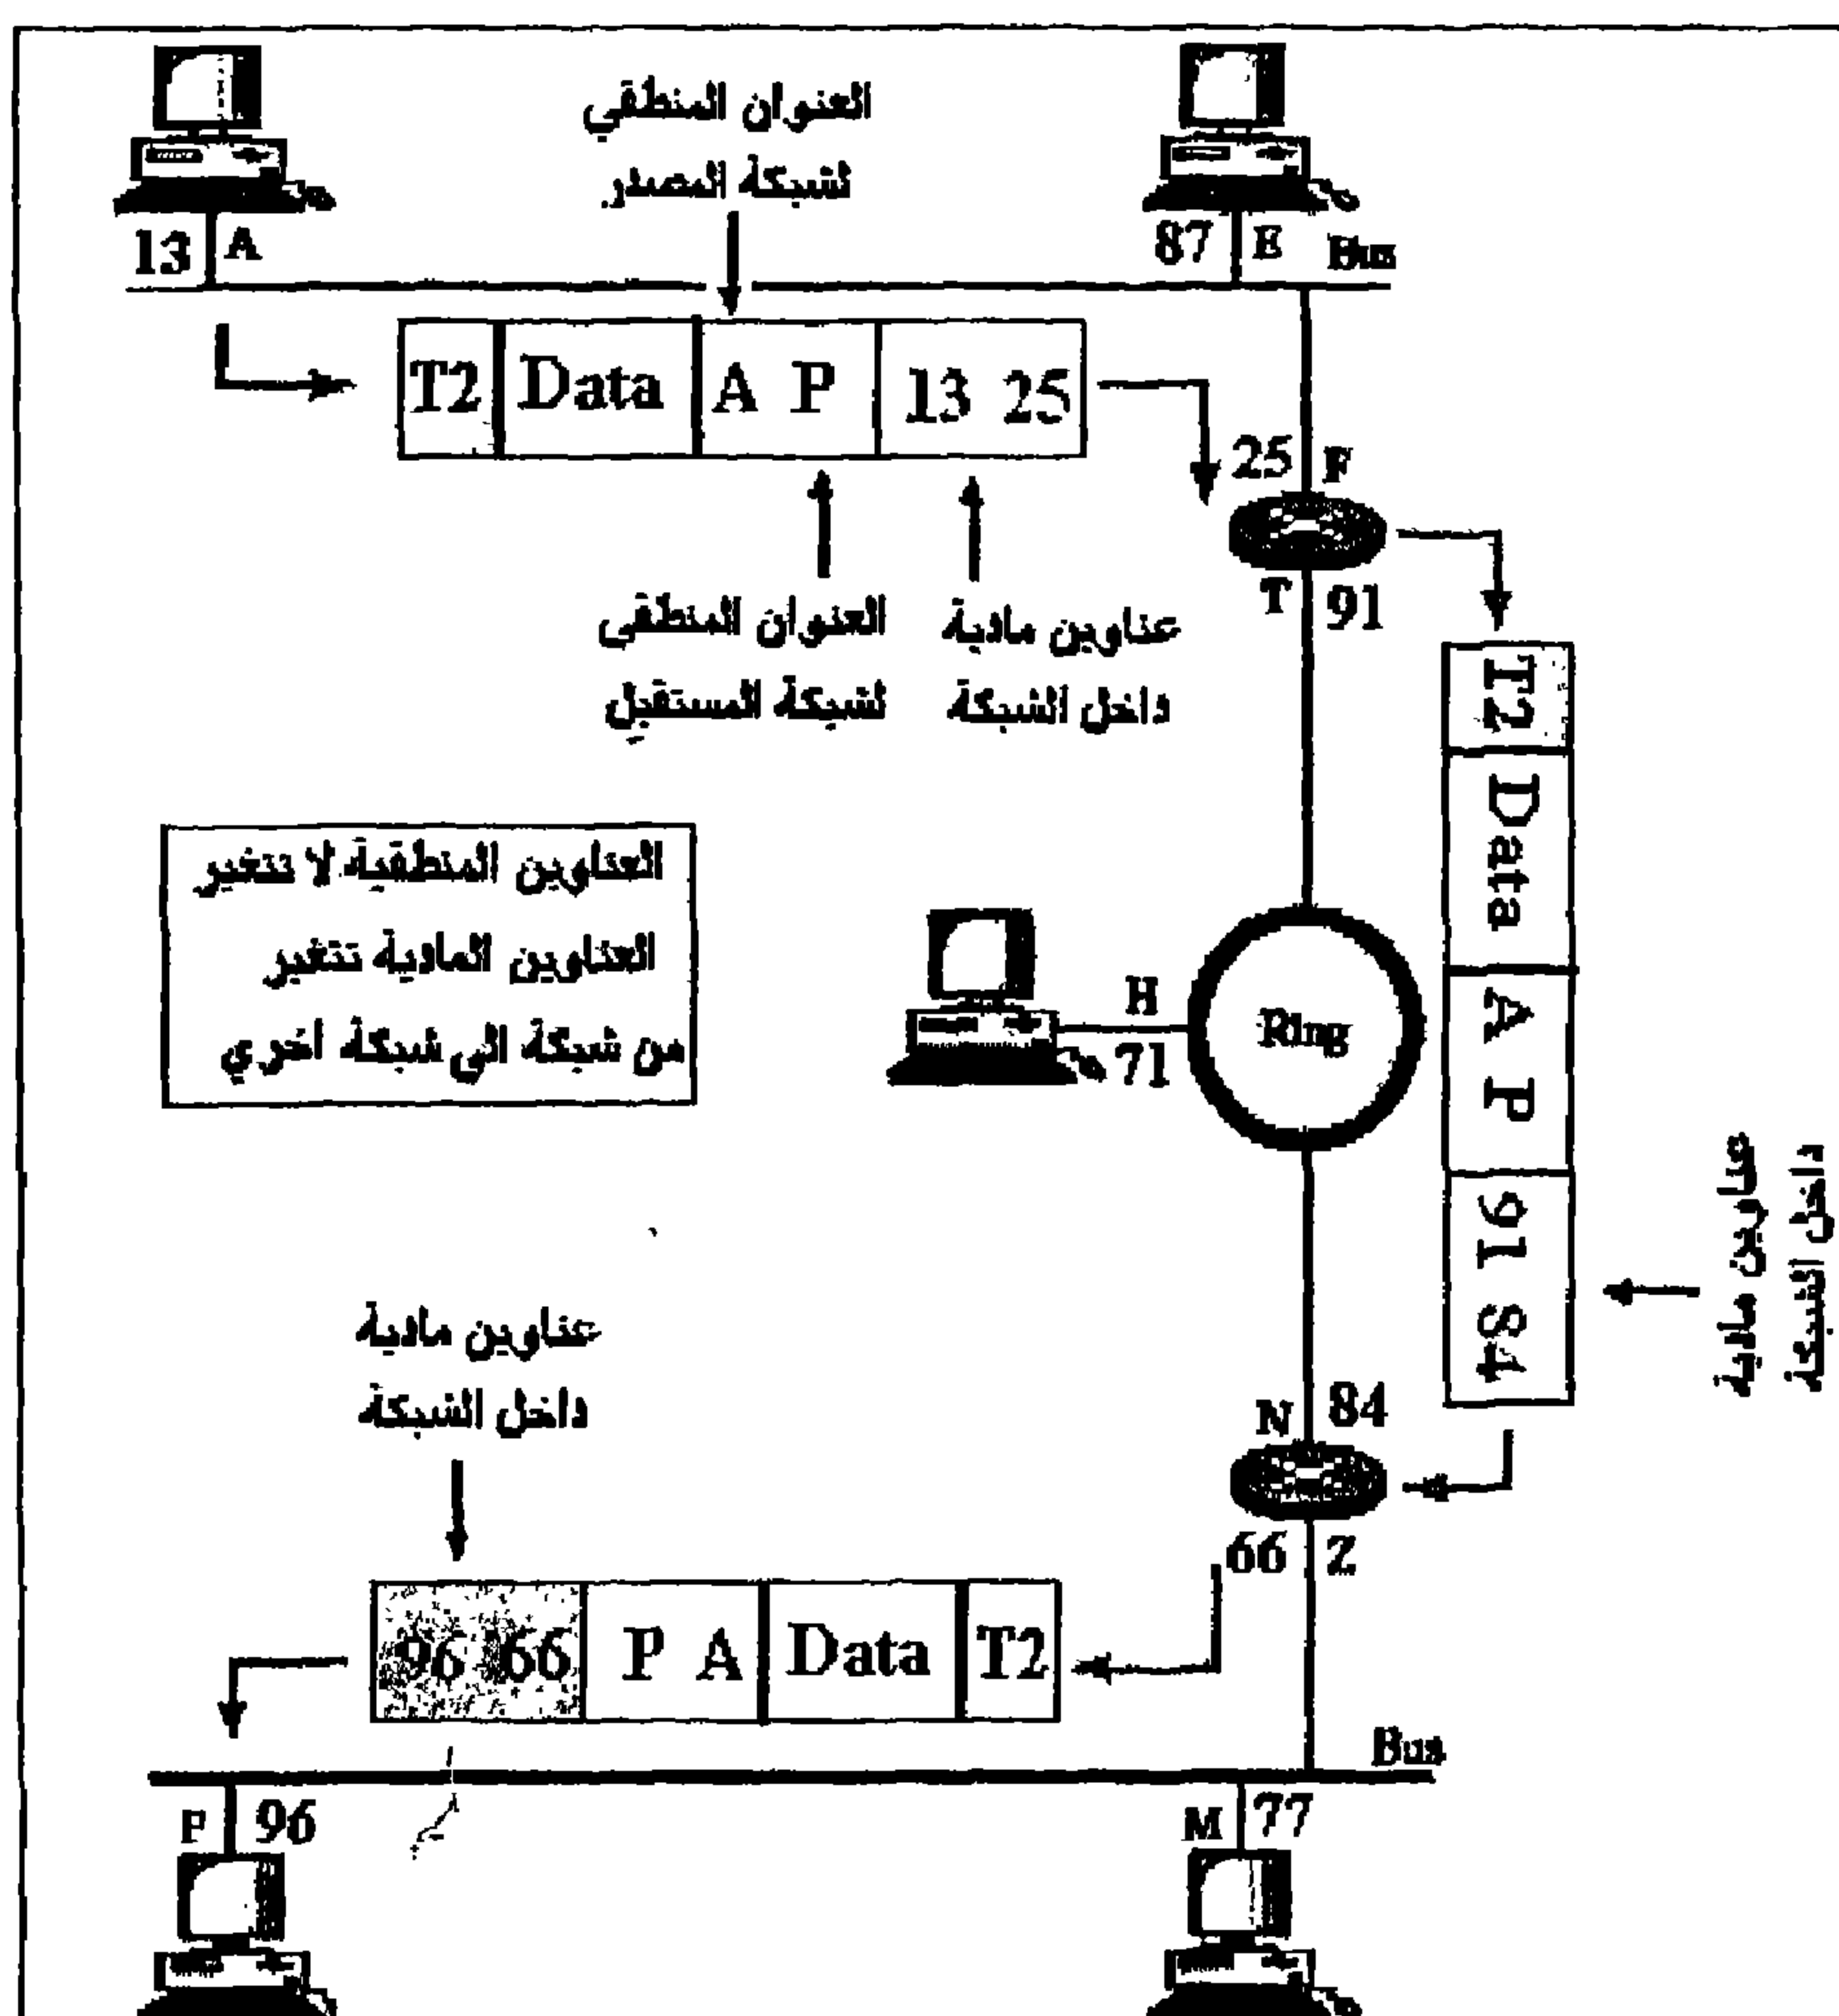 العنوان المنطقي
لشبكة المصدر
13 A
87 E
Bus
T2 Data A P 13 25
25 F
T 91
العنوان المنطقي
لشبكة المستقبل
عناوين مادية
داخل الشبكة
T2 Data A P 91 84
العناوين المنطقية لا تتغير
العناوين المادية تتغير
من شبكة الى شبكة أخري
H
71
Ring
عناوين مادية
داخل الشبكة
عناوين مادية
داخل الشبكة
N 84
66 Z
96 66 P A Data T2
Bus
P 96
M 77